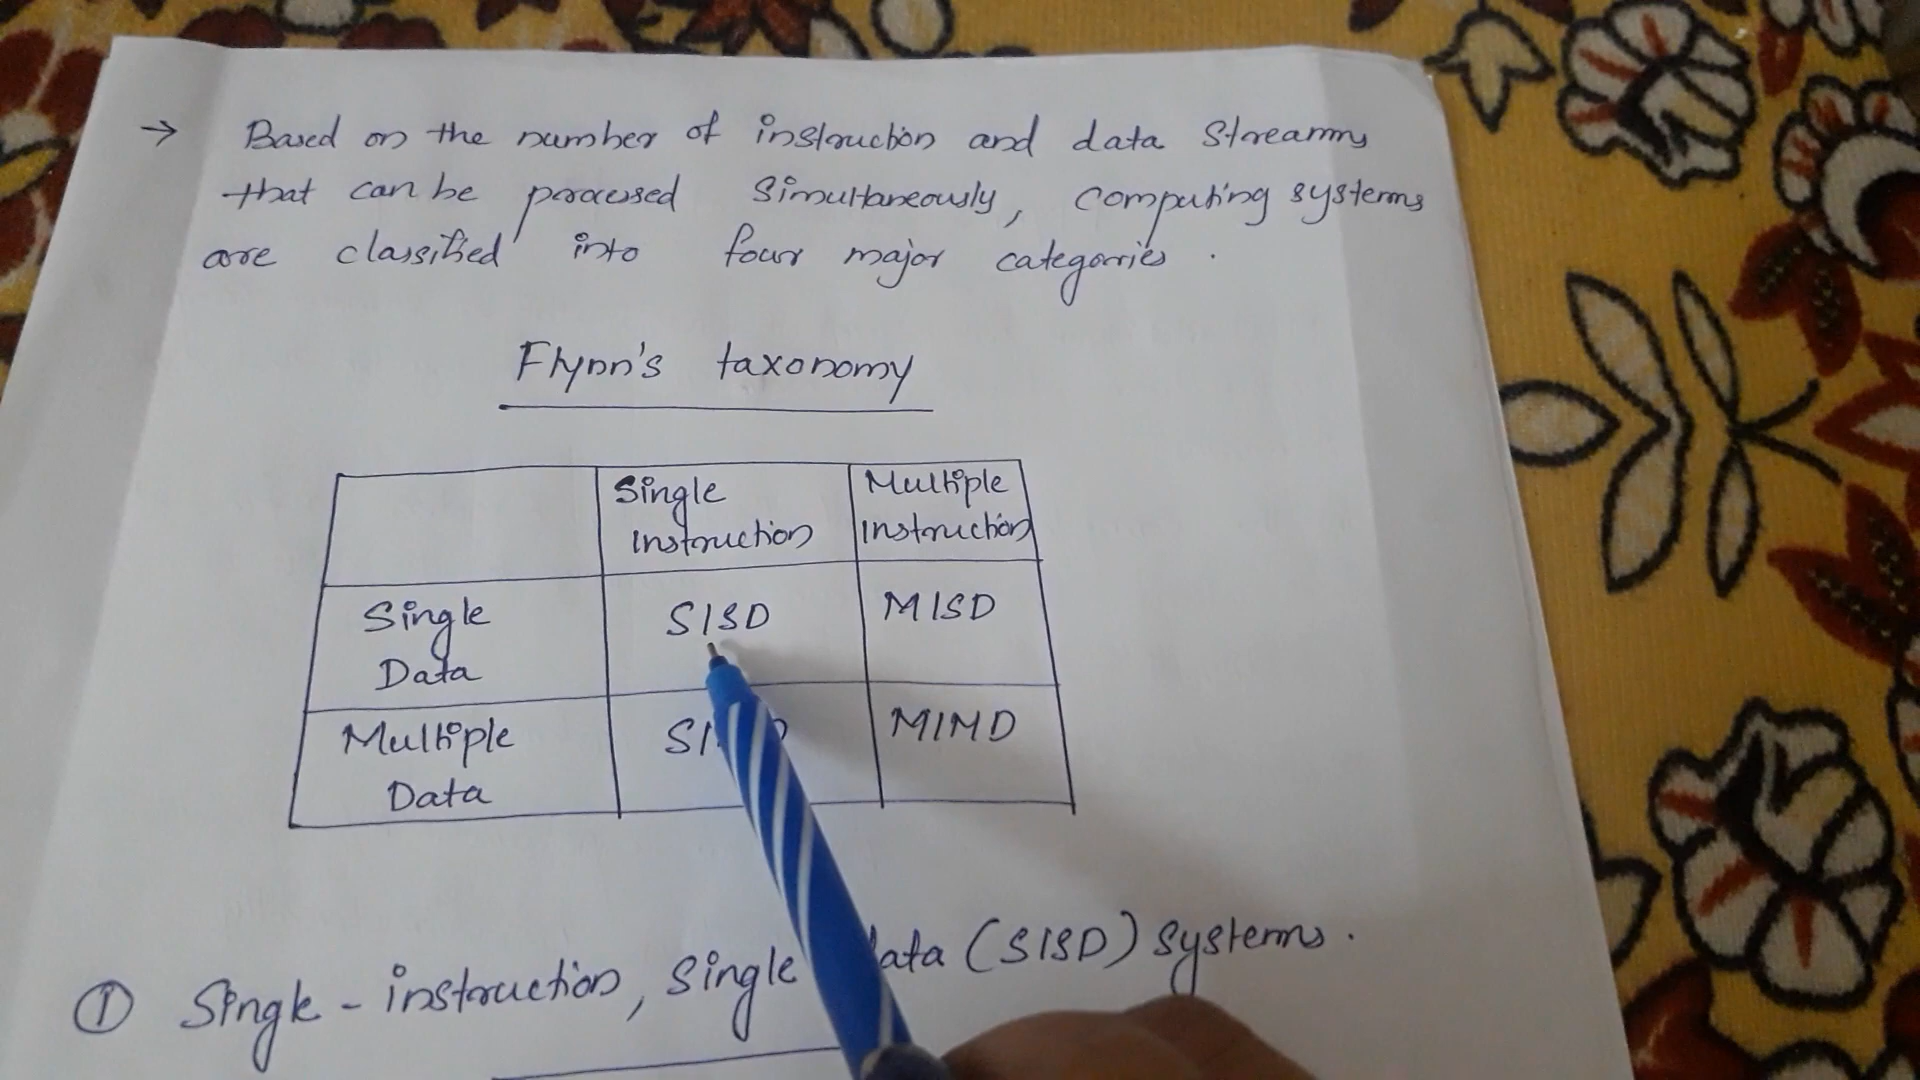 → Based on the number of instruction and data streams
that can be processed simultaneously, computing systems
are classified into four major categories.
Flynn's taxonomy
Single Instruction Multiple Instruction
Single Data SISD MISD
Multiple Data MIMD
① Single - instruction, Single data (SISD) systems.